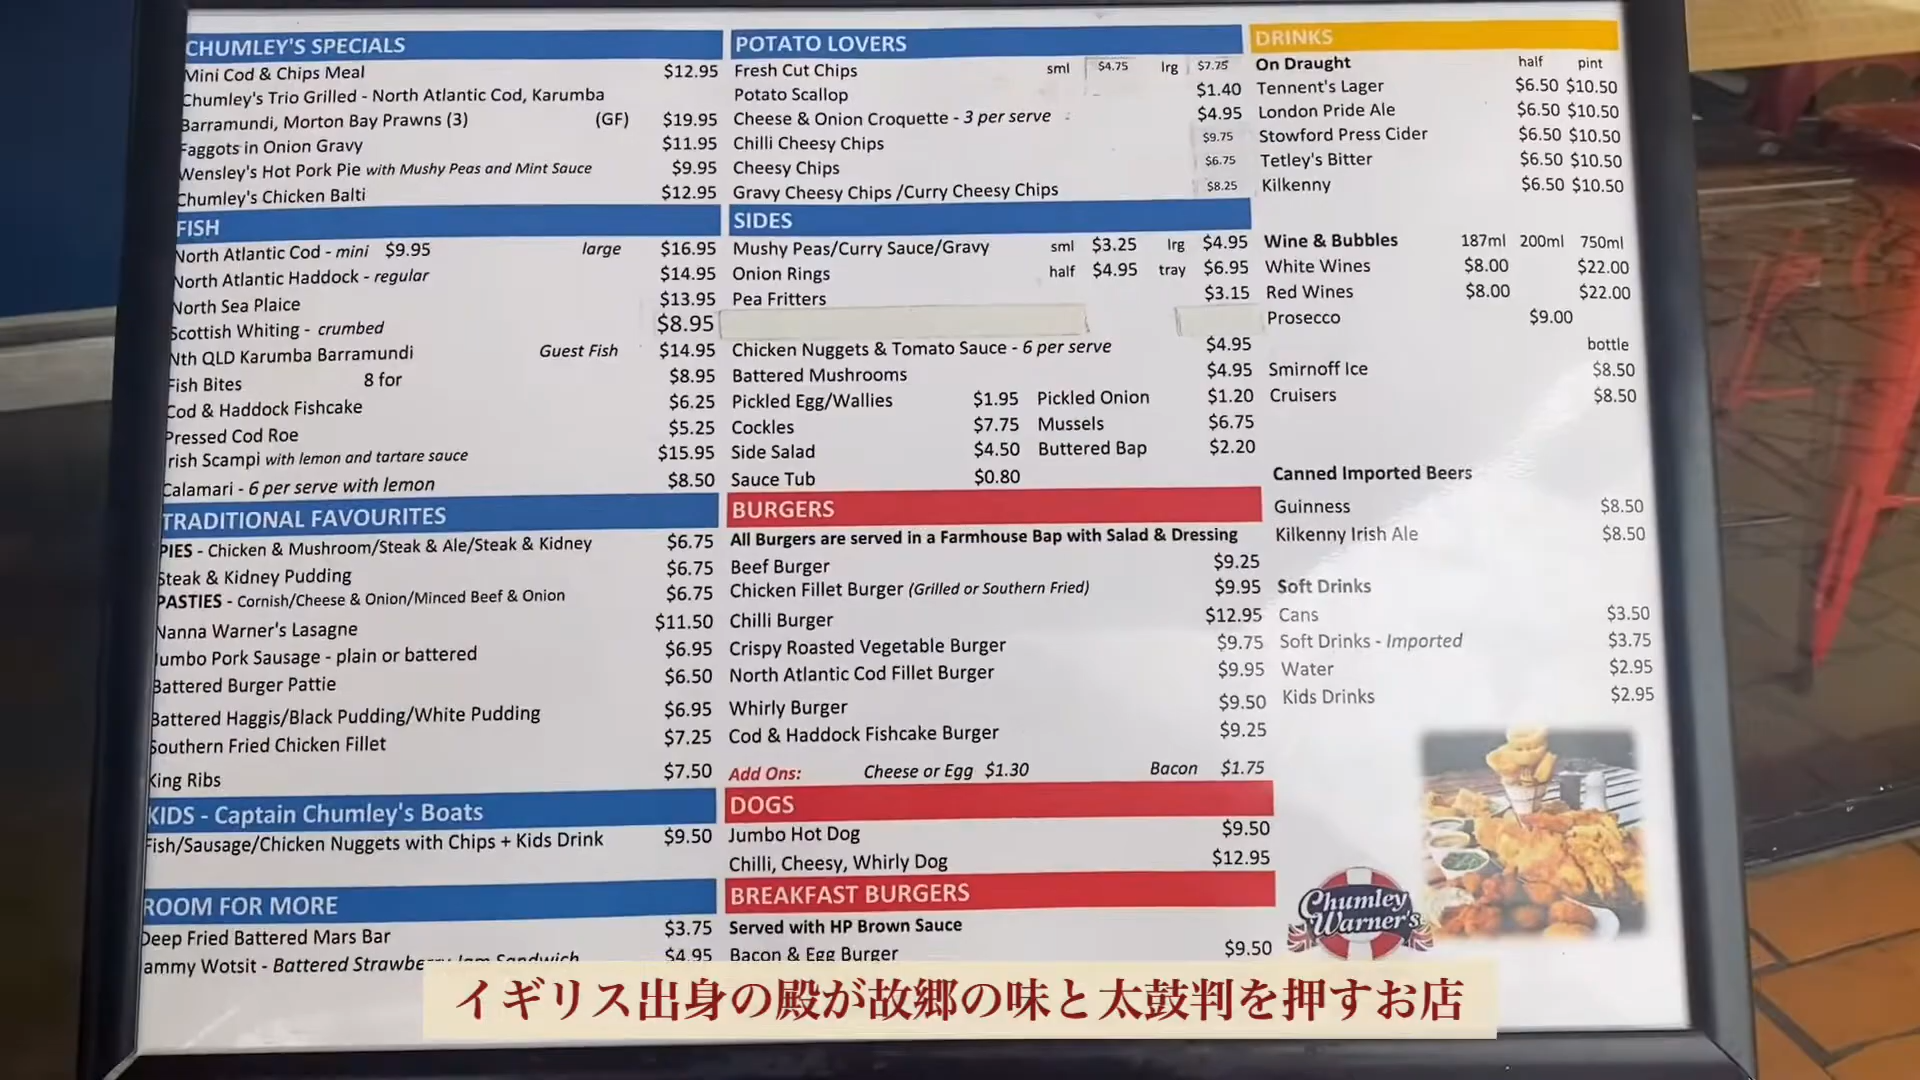 CHUMLEY'S SPECIALS
Mini Cod & Chips Meal $12.95
Chumley's Trio Grilled - North Atlantic Cod, Karumba
Barramundi, Morton Bay Prawns (3) (GF) $19.95
Faggots in Onion Gravy $11.95
Wensley's Hot Pork Pie with Mushy Peas and Mint Sauce $9.95
Chumley's Chicken Balti $12.95
FISH
North Atlantic Cod - mini $9.95 large $16.95
North Atlantic Haddock - regular $14.95
North Sea Plaice $13.95
Scottish Whiting - crumbed $8.95
Nth QLD Karumba Barramundi Guest Fish $14.95
Fish Bites 8 for $8.95
Cod & Haddock Fishcake $6.25
Pressed Cod Roe $5.25
Irish Scampi with lemon and tartare sauce $15.95
Calamari - 6 per serve with lemon $8.50
TRADITIONAL FAVOURITES
PIES - Chicken & Mushroom/Steak & Ale/Steak & Kidney $6.75
Steak & Kidney Pudding $6.75
PASTIES - Cornish/Cheese & Onion/Minced Beef & Onion $6.75
Nanna Warner's Lasagne $11.50
Jumbo Pork Sausage - plain or battered $6.95
Battered Burger Pattie $6.50
Battered Haggis/Black Pudding/White Pudding $6.95
Southern Fried Chicken Fillet $7.25
King Ribs $7.50
KIDS - Captain Chumley's Boats
Fish/Sausage/Chicken Nuggets with Chips + Kids Drink $9.50
ROOM FOR MORE
Deep Fried Battered Mars Bar $3.75
Jammy Wotsit - Battered Strawberry Jam Sandwich $4.95
POTATO LOVERS
Fresh Cut Chips sml $4.75 lrg $7.75
Potato Scallop $1.40
Cheese & Onion Croquette - 3 per serve $4.95
Chilli Cheesy Chips $9.75
Cheesy Chips $6.75
Gravy Cheesy Chips /Curry Cheesy Chips $8.25
SIDES
Mushy Peas/Curry Sauce/Gravy sml $3.25 lrg $4.95
Onion Rings half $4.95 tray $6.95
Pea Fritters $3.15
Chicken Nuggets & Tomato Sauce - 6 per serve $4.95
Battered Mushrooms $4.95
Pickled Egg/Wallies $1.95 Pickled Onion $1.20
Cockles $7.75 Mussels $6.75
Side Salad $4.50 Buttered Bap $2.20
Sauce Tub $0.80
BURGERS
All Burgers are served in a Farmhouse Bap with Salad & Dressing
Beef Burger $9.25
Chicken Fillet Burger (Grilled or Southern Fried) $9.95
Chilli Burger $12.95
Crispy Roasted Vegetable Burger $9.75
North Atlantic Cod Fillet Burger $9.95
Whirly Burger $9.50
Cod & Haddock Fishcake Burger $9.25
Add Ons: Cheese or Egg $1.30 Bacon $1.75
DOGS
Jumbo Hot Dog $9.50
Chilli, Cheesy, Whirly Dog $12.95
BREAKFAST BURGERS
Served with HP Brown Sauce
Bacon & Egg Burger $9.50
DRINKS
On Draught half pint
Tennent's Lager $6.50 $10.50
London Pride Ale $6.50 $10.50
Stowford Press Cider $6.50 $10.50
Tetley's Bitter $6.50 $10.50
Kilkenny $6.50 $10.50
Wine & Bubbles 187ml 200ml 750ml
White Wines $8.00 $22.00
Red Wines $8.00 $22.00
Prosecco $9.00
bottle
Smirnoff Ice $8.50
Cruisers $8.50
Canned Imported Beers
Guinness $8.50
Kilkenny Irish Ale $8.50
Soft Drinks
Cans $3.50
Soft Drinks - Imported $3.75
Water $2.95
Kids Drinks $2.95
Chumley
Warner's
イギリス出身の殿が故郷の味と太鼓判を押すお店